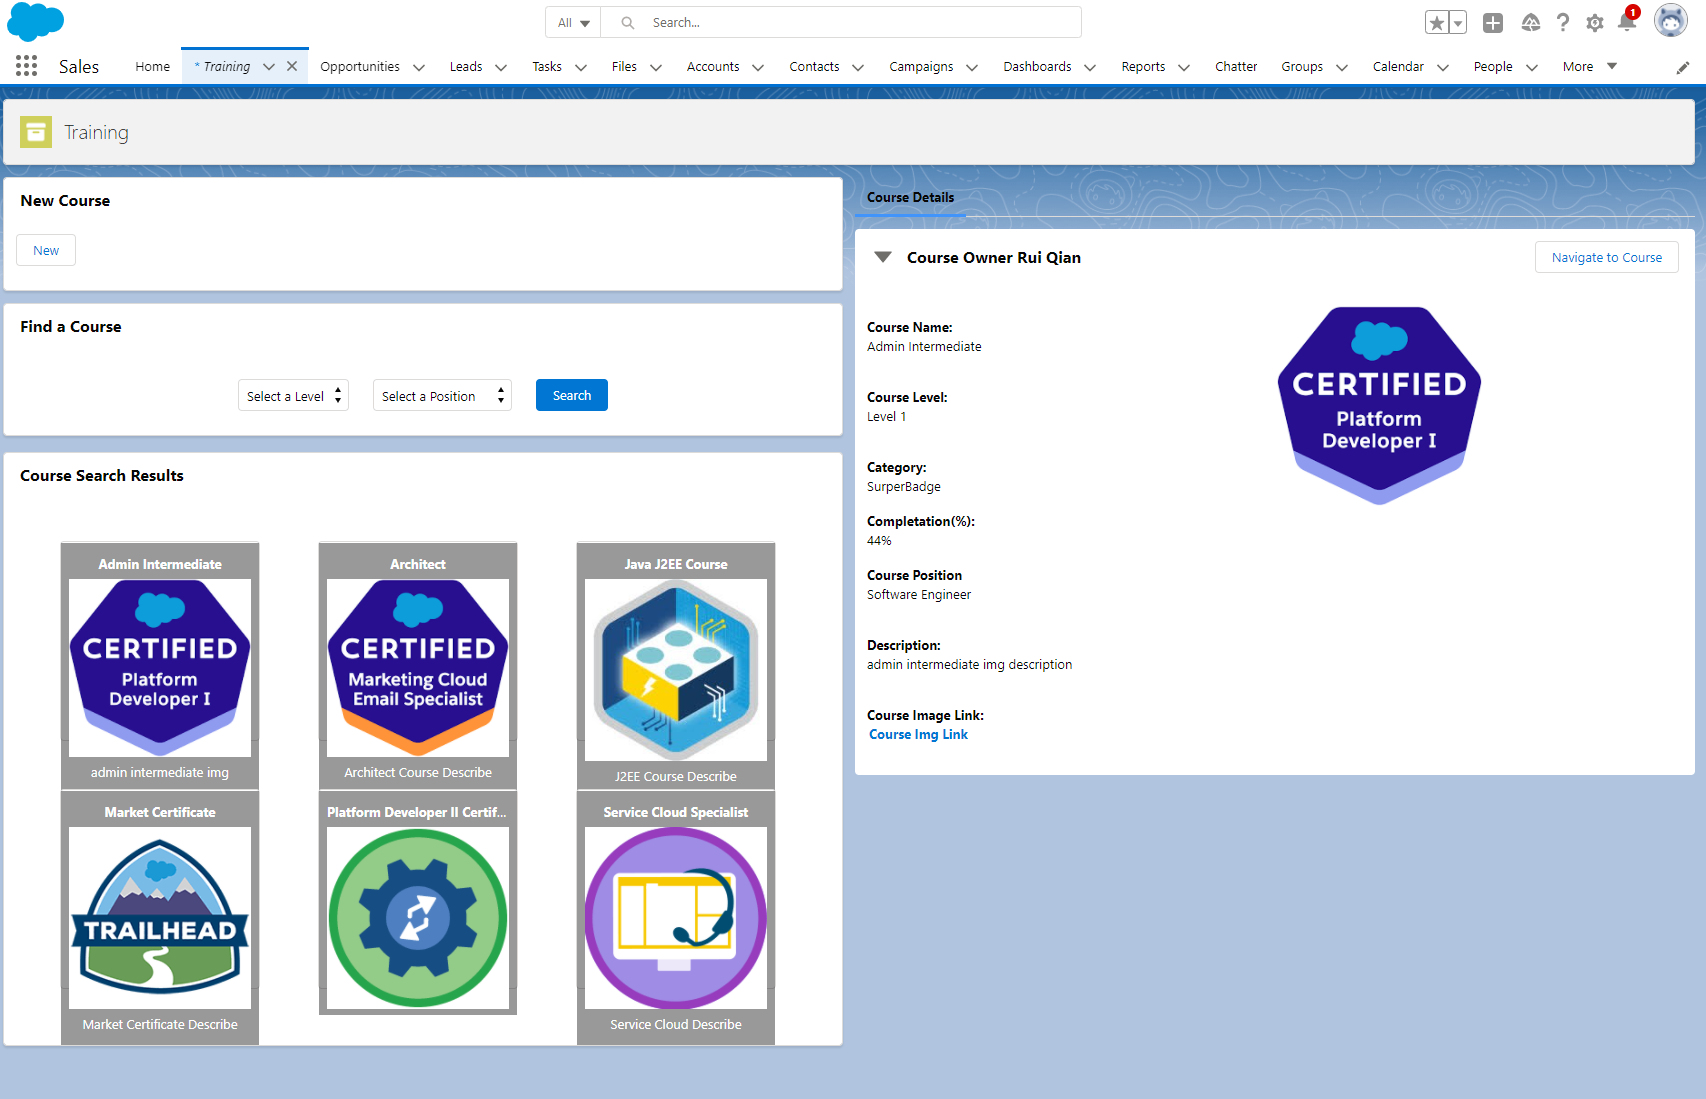 All
Search...
1
Sales
Home
* Training
Opportunities
Leads
Tasks
Files
Accounts
Contacts
Campaigns
Dashboards
Reports
Chatter
Groups
Calendar
People
More
Training
New Course
New
Find a Course
Select a Level
Select a Position
Search
Course Search Results
Admin Intermediate
CERTIFIED
Platform
Developer I
admin intermediate img
Architect
CERTIFIED
Marketing Cloud
Email Specialist
Architect Course Describe
Java J2EE Course
J2EE Course Describe
Market Certificate
TRAILHEAD
Market Certificate Describe
Platform Developer II Certif...
Service Cloud Specialist
Service Cloud Describe
Course Details
Course Owner Rui Qian
Navigate to Course
Course Name:
Admin Intermediate
Course Level:
Level 1
Category:
SurperBadge
Completation(%):
44%
Course Position
Software Engineer
Description:
admin intermediate img description
Course Image Link:
Course Img Link
CERTIFIED
Platform
Developer I